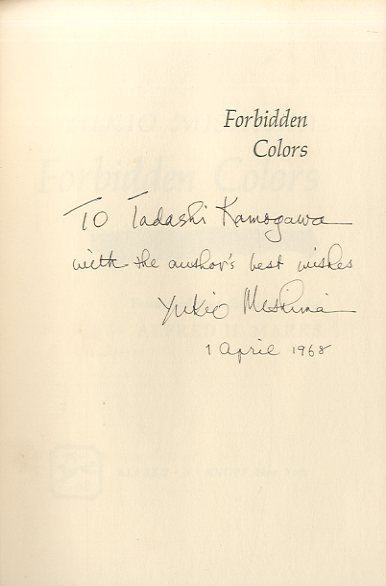 Forbidden
Colors
To Tadashi Kamogawa
with the author's best wishes
Yukio Mishima
1 April 1968